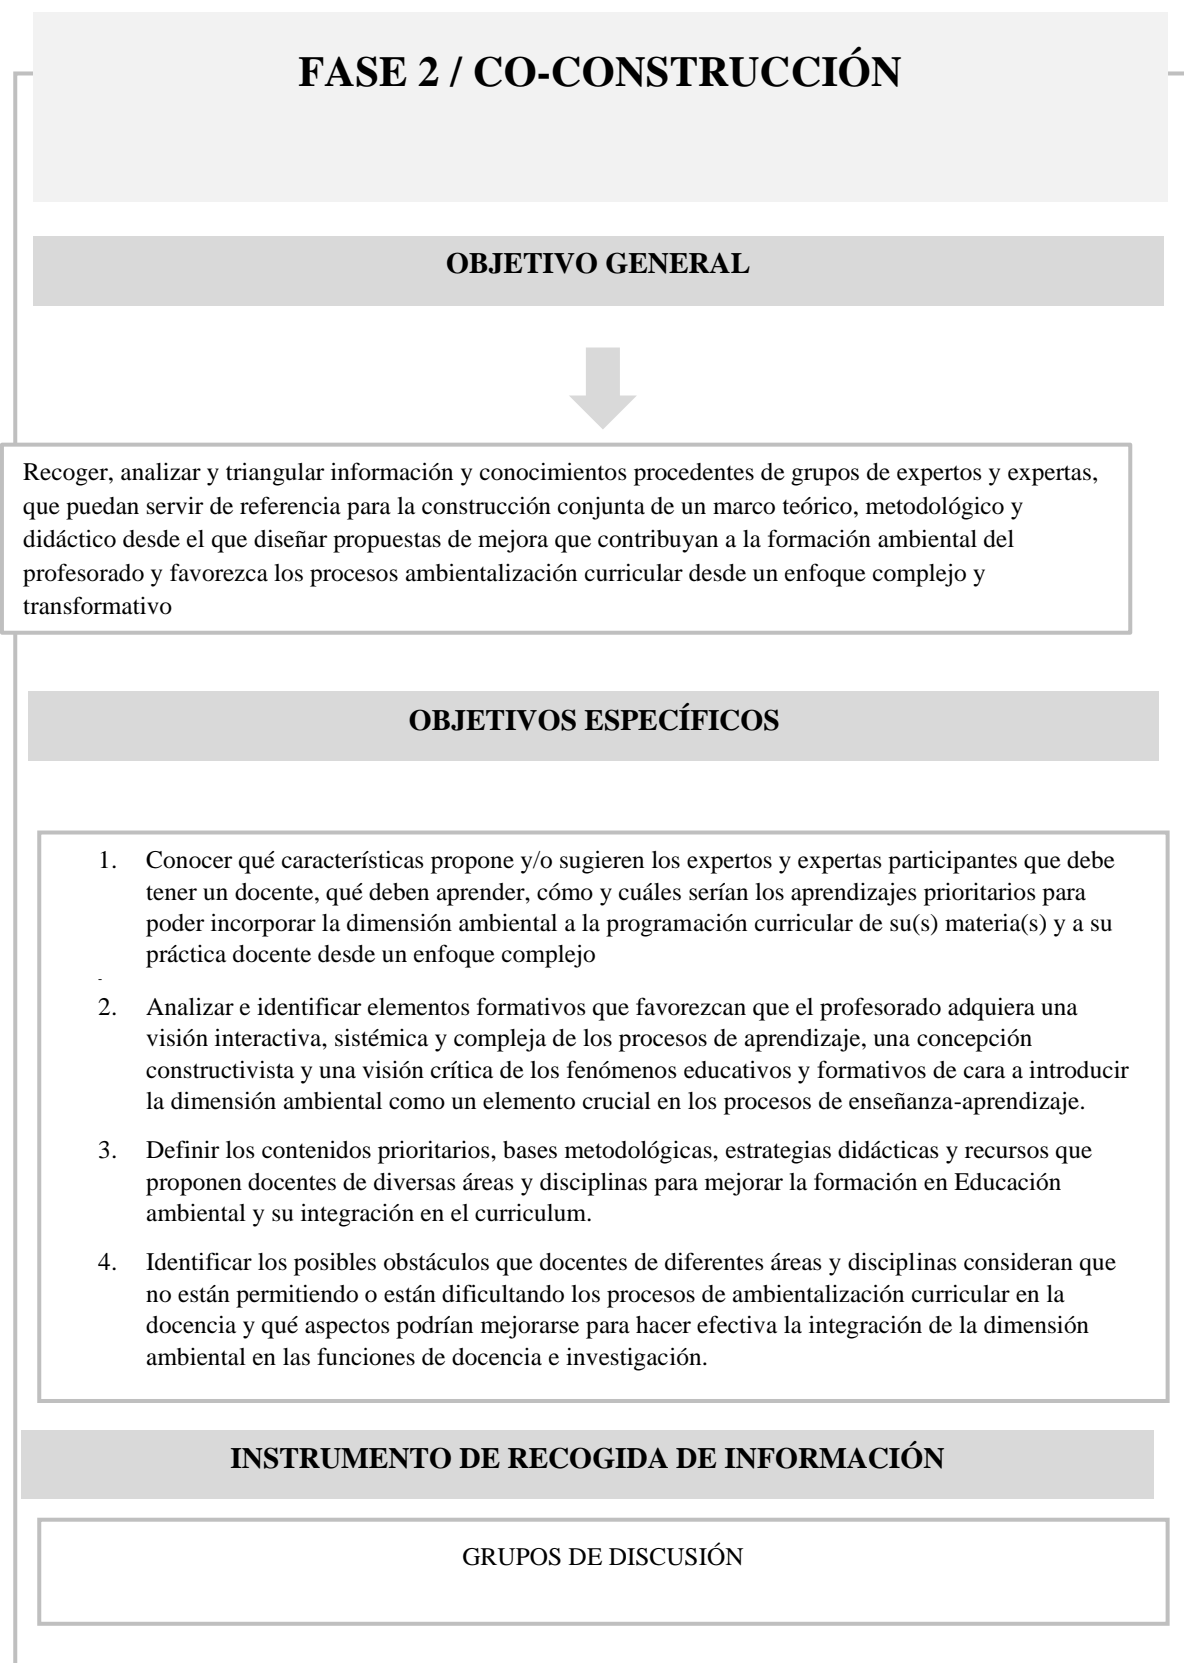 FASE 2 / CO-CONSTRUCCIÓN
OBJETIVO GENERAL
Recoger, analizar y triangular información y conocimientos procedentes de grupos de expertos y expertas,
que puedan servir de referencia para la construcción conjunta de un marco teórico, metodológico y
didáctico desde el que diseñar propuestas de mejora que contribuyan a la formación ambiental del
profesorado y favorezca los procesos ambientalización curricular desde un enfoque complejo y
transformativo
OBJETIVOS ESPECÍFICOS
1. Conocer qué características propone y/o sugieren los expertos y expertas participantes que debe
tener un docente, qué deben aprender, cómo y cuáles serían los aprendizajes prioritarios para
poder incorporar la dimensión ambiental a la programación curricular de su(s) materia(s) y a su
práctica docente desde un enfoque complejo
2. Analizar e identificar elementos formativos que favorezcan que el profesorado adquiera una
visión interactiva, sistémica y compleja de los procesos de aprendizaje, una concepción
constructivista y una visión crítica de los fenómenos educativos y formativos de cara a introducir
la dimensión ambiental como un elemento crucial en los procesos de enseñanza-aprendizaje.
3. Definir los contenidos prioritarios, bases metodológicas, estrategias didácticas y recursos que
proponen docentes de diversas áreas y disciplinas para mejorar la formación en Educación
ambiental y su integración en el curriculum.
4. Identificar los posibles obstáculos que docentes de diferentes áreas y disciplinas consideran que
no están permitiendo o están dificultando los procesos de ambientalización curricular en la
docencia y qué aspectos podrían mejorarse para hacer efectiva la integración de la dimensión
ambiental en las funciones de docencia e investigación.
INSTRUMENTO DE RECOGIDA DE INFORMACIÓN
GRUPOS DE DISCUSIÓN